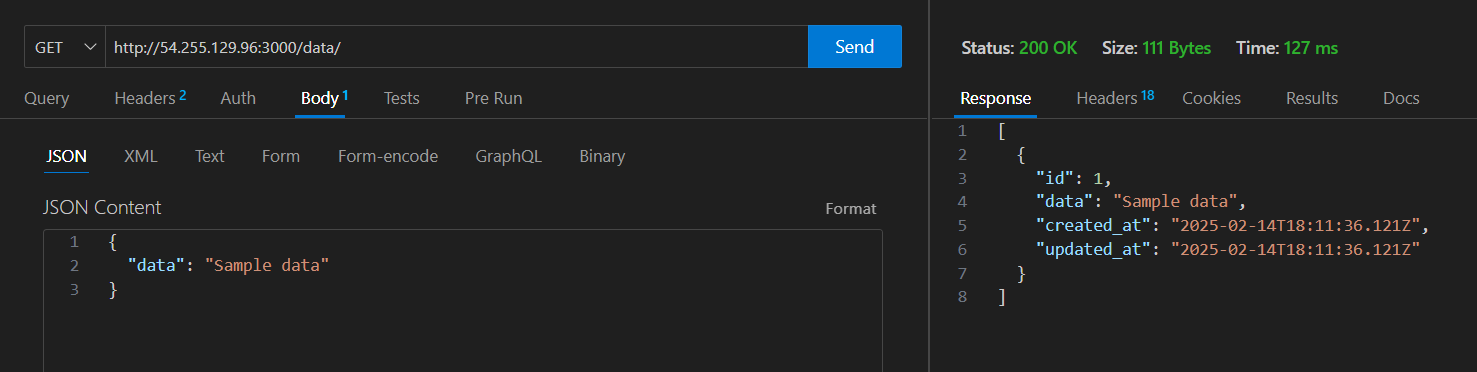 GET http://54.255.129.96:3000/data/ Send
Query Headers 2 Auth Body 1 Tests Pre Run
JSON XML Text Form Form-encode GraphQL Binary
JSON Content Format
1 {
2 "data": "Sample data"
3 }
Status: 200 OK Size: 111 Bytes Time: 127 ms
Response Headers 18 Cookies Results Docs
1 [
2 {
3 "id": 1,
4 "data": "Sample data",
5 "created_at": "2025-02-14T18:11:36.121Z",
6 "updated_at": "2025-02-14T18:11:36.121Z"
7 }
8 ]